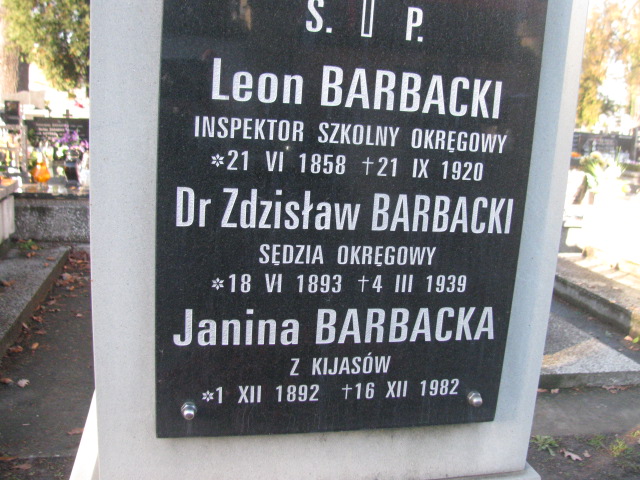 Ś. P.
Leon BARBACKI
INSPEKTOR SZKOLNY OKRĘGOWY
*21 VI 1858 †21 IX 1920
Dr Zdzisław BARBACKI
SĘDZIA OKRĘGOWY
*18 VI 1893 †4 III 1939
Janina BARBACKA
Z KIJASÓW
*1 XII 1892 †16 XII 1982